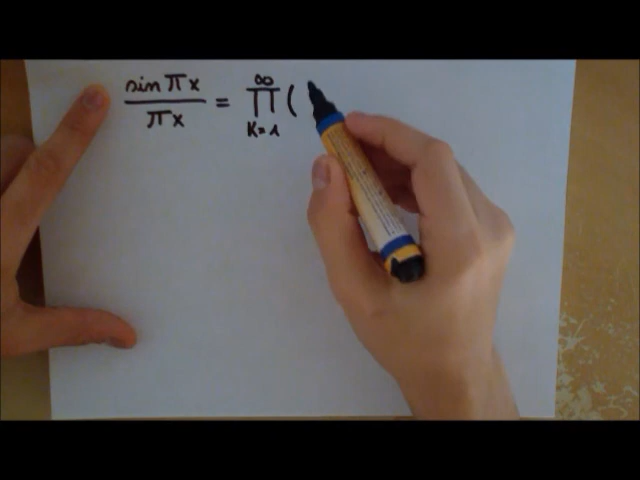 sin πx / πx = ∞ ∏ k=1 (